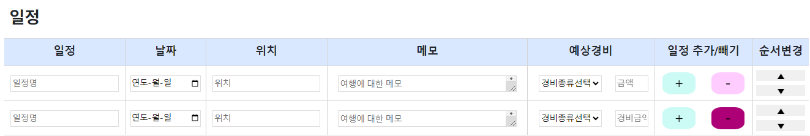 일정
일정 날짜 위치 메모 예상경비 일정 추가/빼기 순서변경
일정명 연도-월-일 위치 여행에 대한 메모 경비종류선택 금액 + - ▲
▼
일정명 연도-월-일 위치 여행에 대한 메모 경비종류선택 경비금액 + - ▲
▼